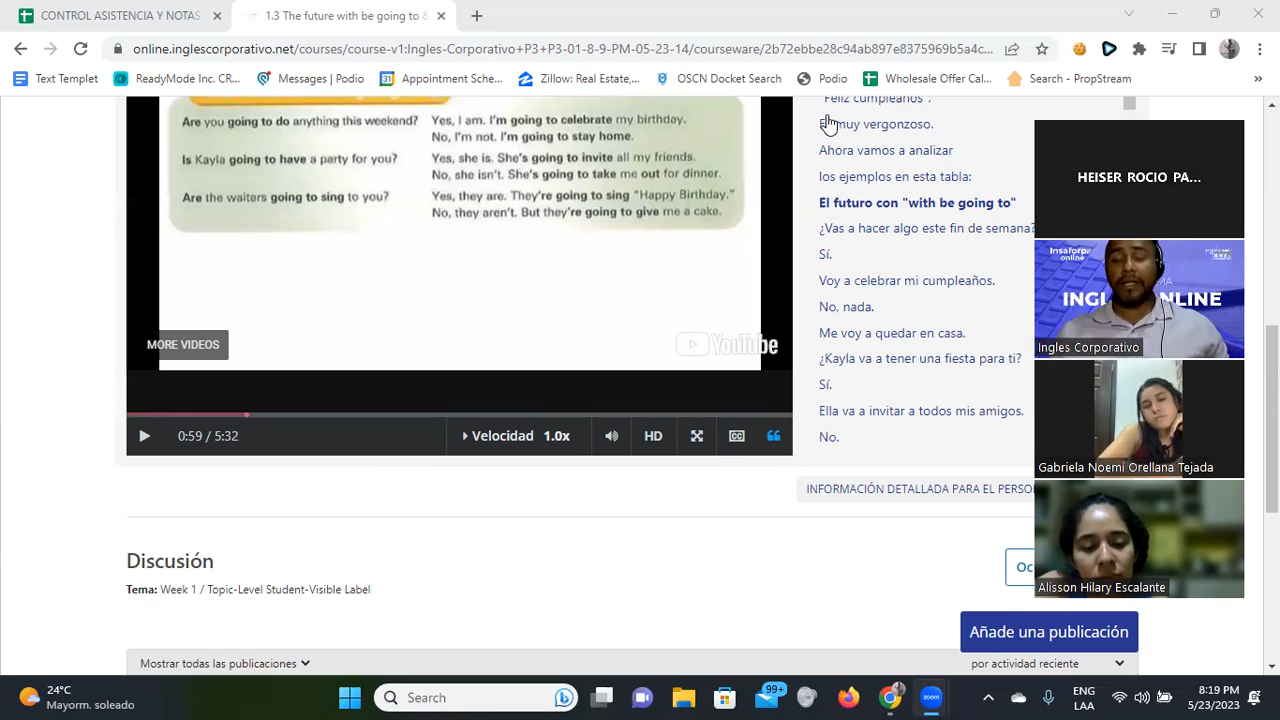 CONTROL ASISTENCIA Y NOTAS
1.3 The future with be going to &
online.inglescorporativo.net/courses/course-v1:Ingles-Corporativo+P3+P3-01-8-9-PM-05-23-14/courseware/2b72ebbe28c94ab897e8375969b5a4c...
Text Templet
ReadyMode Inc. CR...
Messages | Podio
Appointment Sche...
Zillow: Real Estate,...
OSCN Docket Search
Podio
Wholesale Offer Cal...
Search - PropStream
»
Are you going to do anything this weekend?
Yes, I am. I'm going to celebrate my birthday.
No, I'm not. I'm going to stay home.
Is Kayla going to have a party for you?
Yes, she is. She's going to invite all my friends.
No, she isn't. She's going to take me out for dinner.
Are the waiters going to sing to you?
Yes, they are. They're going to sing "Happy Birthday."
No, they aren't. But they're going to give me a cake.
MORE VIDEOS
YouTube
0:59 / 5:32
Velocidad 1.0x
HD
"Feliz cumpleaños".
muy vergonzoso.
Ahora vamos a analizar
los ejemplos en esta tabla:
El futuro con "with be going to"
¿Vas a hacer algo este fin de semana?
Sí.
Voy a celebrar mi cumpleaños.
No, nada.
Me voy a quedar en casa.
¿Kayla va a tener una fiesta para ti?
Sí.
Ella va a invitar a todos mis amigos.
No.
INFORMACIÓN DETALLADA PARA EL PERSO
HEISER ROCIO PA...
Insaforp
online
INGL
NLINE
Ingles Corporativo
Gabriela Noemi Orellana Tejada
Alisson Hilary Escalante
Discusión
Tema: Week 1 / Topic-Level Student-Visible Label
Oc
Añade una publicación
Mostrar todas las publicaciones
por actividad reciente
24°C
Mayorm. soleado
Search
99+
ENG
LAA
8:19 PM
5/23/2023